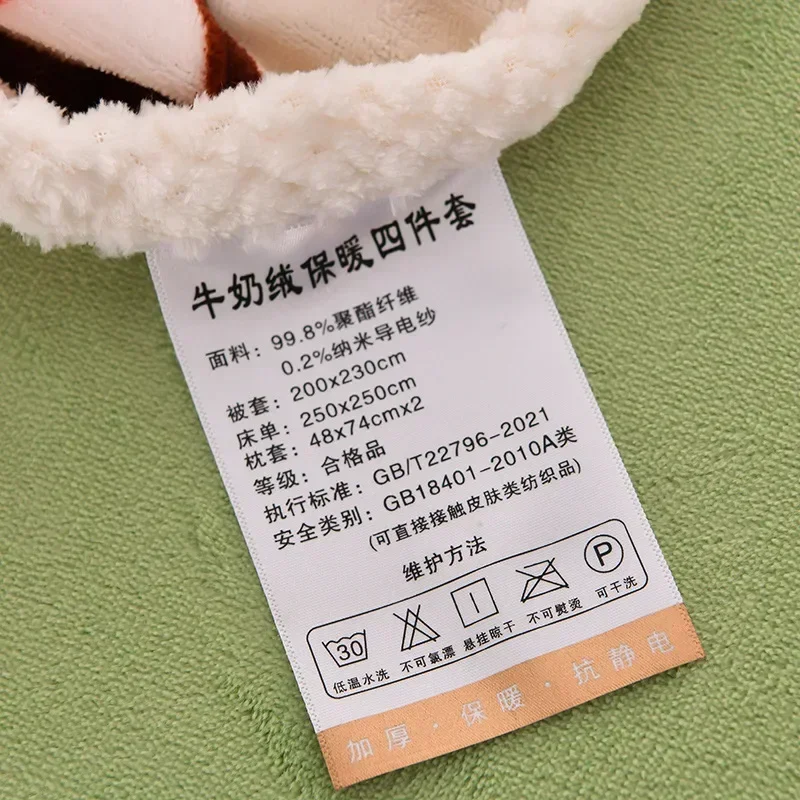 牛奶绒保暖四件套
面料：99.8%聚酯纤维
0.2%纳米导电纱
被套：200x230cm
床单：250x250cm
枕套：48x74cmx2
等级：合格品
执行标准：GB/T22796-2021
安全类别：GB18401-2010A类
(可直接接触皮肤类纺织品)
维护方法
30 P
低温水洗 不可氯漂 悬挂晾干 不可熨烫 可干洗
加厚·保暖·抗静电